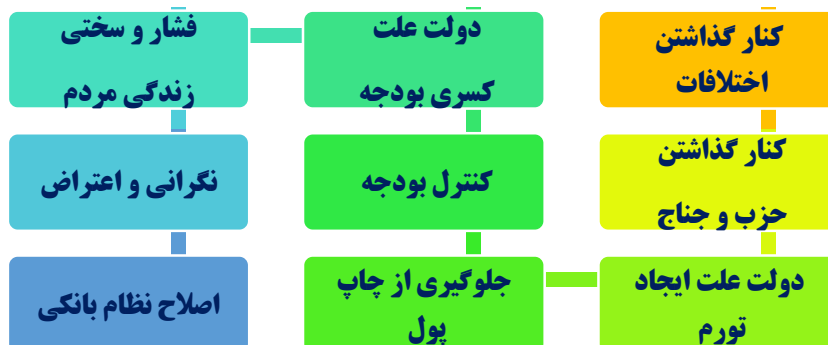 کنار گذاشتن
اختلافات
کنار گذاشتن
حزب و جناح
دولت علت ایجاد
تورم
جلوگیری از چاپ
پول
کنترل بودجه
دولت علت
کسری بودجه
فشار و سختی
زندگی مردم
نگرانی و اعتراض
اصلاح نظام بانکی